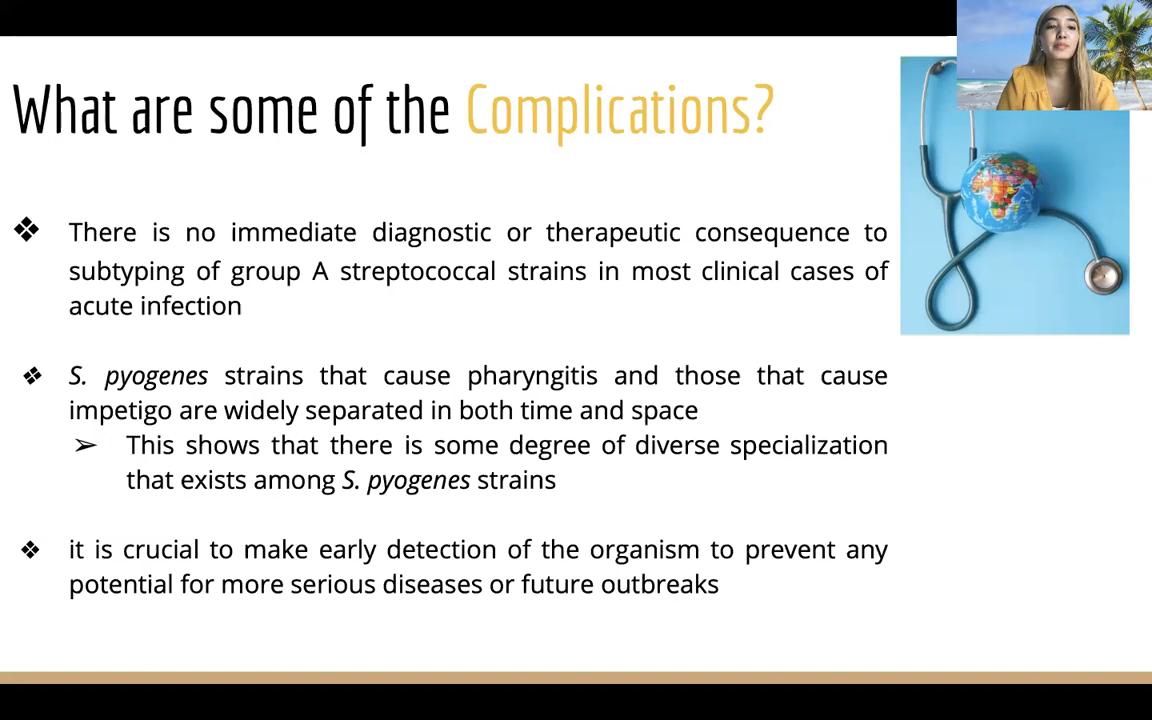 What are some of the Complications?
There is no immediate diagnostic or therapeutic consequence to
subtyping of group A streptococcal strains in most clinical cases of
acute infection
S. pyogenes strains that cause pharyngitis and those that cause
impetigo are widely separated in both time and space
This shows that there is some degree of diverse specialization
that exists among S. pyogenes strains
it is crucial to make early detection of the organism to prevent any
potential for more serious diseases or future outbreaks